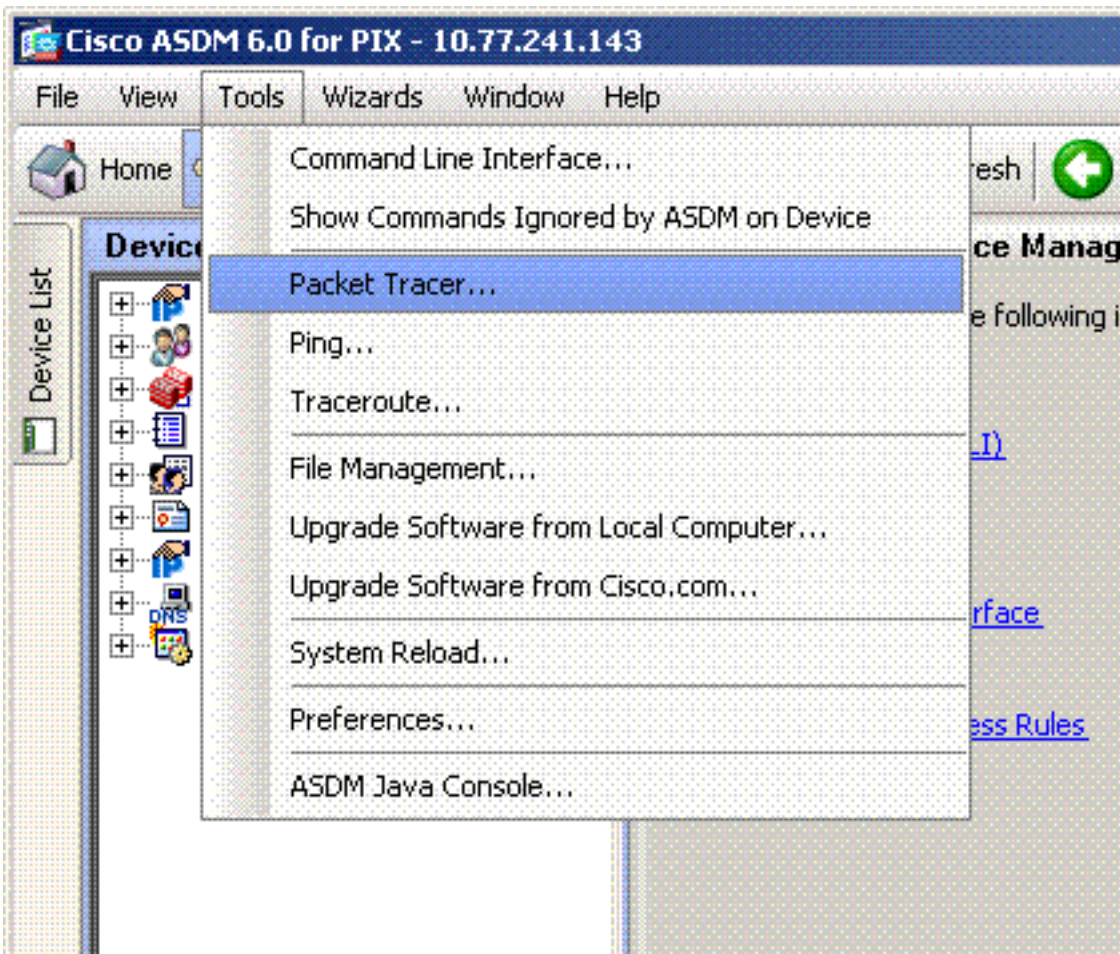 Cisco ASDM 6.0 for PIX - 10.77.241.143
File View Tools Wizards Window Help
Home
Command Line Interface...
Show Commands Ignored by ASDM on Device
Packet Tracer...
Ping...
Traceroute...
File Management...
Upgrade Software from Local Computer...
Upgrade Software from Cisco.com...
System Reload...
Preferences...
ASDM Java Console...
Device List
Device
DNS
esh
ce Manag
e following i
LI)
rface
ess Rules